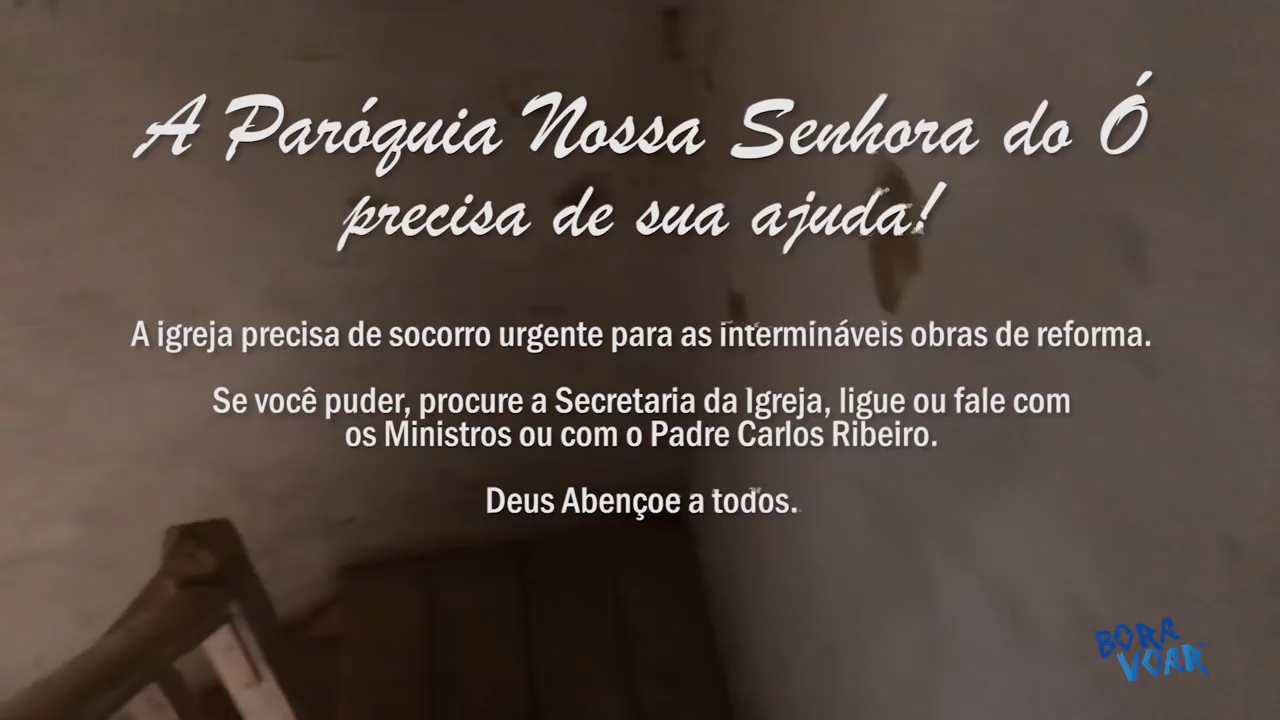 A Paróquia Nossa Senhora do Ó
precisa de sua ajuda!
A igreja precisa de socorro urgente para as intermináveis obras de reforma.
Se você puder, procure a Secretaria da Igreja, ligue ou fale com
os Ministros ou com o Padre Carlos Ribeiro.
Deus Abençoe a todos.
BORA
VOAR